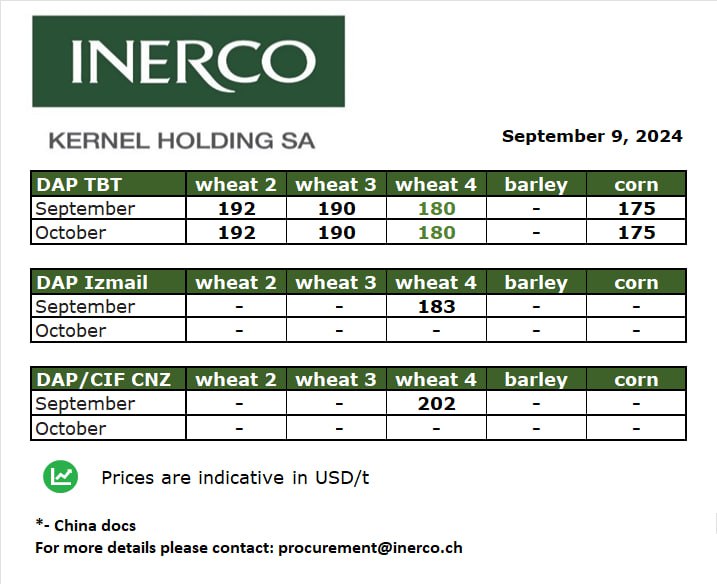 INERCO
KERNEL HOLDING SA
September 9, 2024
DAP TBT wheat 2 wheat 3 wheat 4 barley corn
September 192 190 180 - 175
October 192 190 180 - 175
DAP Izmail wheat 2 wheat 3 wheat 4 barley corn
September - - 183 - -
October - - - - -
DAP/CIF CNZ wheat 2 wheat 3 wheat 4 barley corn
September - - 202 - -
October - - - - -
Prices are indicative in USD/t
*- China docs
For more details please contact: procurement@inerco.ch